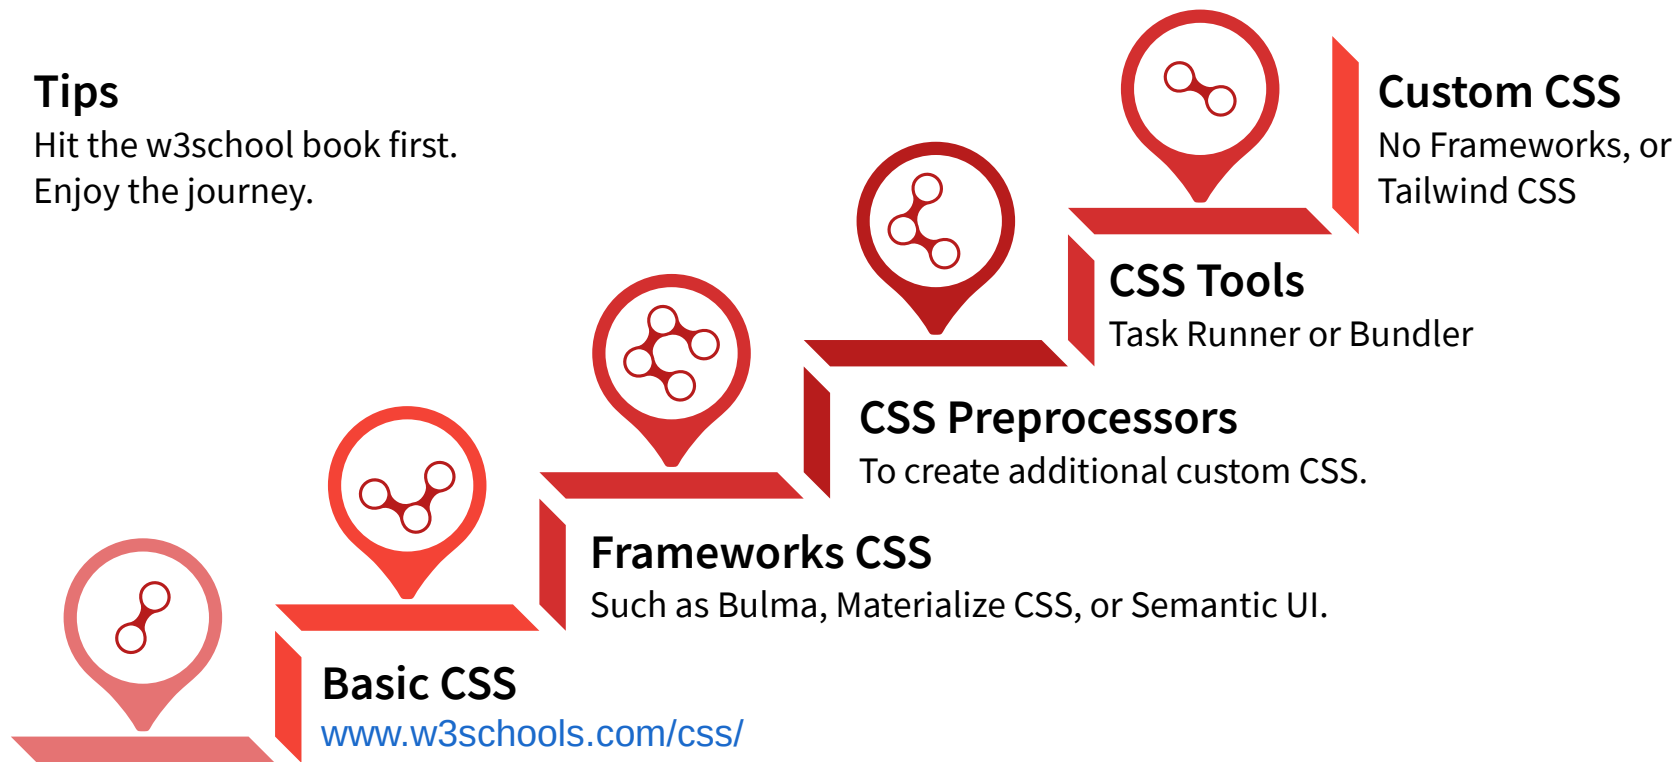 Tips
Hit the w3school book first.
Enjoy the journey.
Custom CSS
No Frameworks, or
Tailwind CSS
CSS Tools
Task Runner or Bundler
CSS Preprocessors
To create additional custom CSS.
Frameworks CSS
Such as Bulma, Materialize CSS, or Semantic UI.
Basic CSS
www.w3schools.com/css/